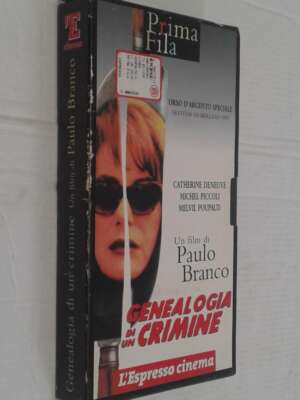 L'E
cinema
Genealogia di un crimine Un film di Paulo Branco
Prima
Fila
ORSO D'ARGENTO SPECIALE
CATHERINE DENEUVE
MICHEL PICCOLI
MELVIL POUPAUD
Un film di
Paulo
Branco
GENEALOGIA
DI
UN CRIMINE
L'Espresso cinema